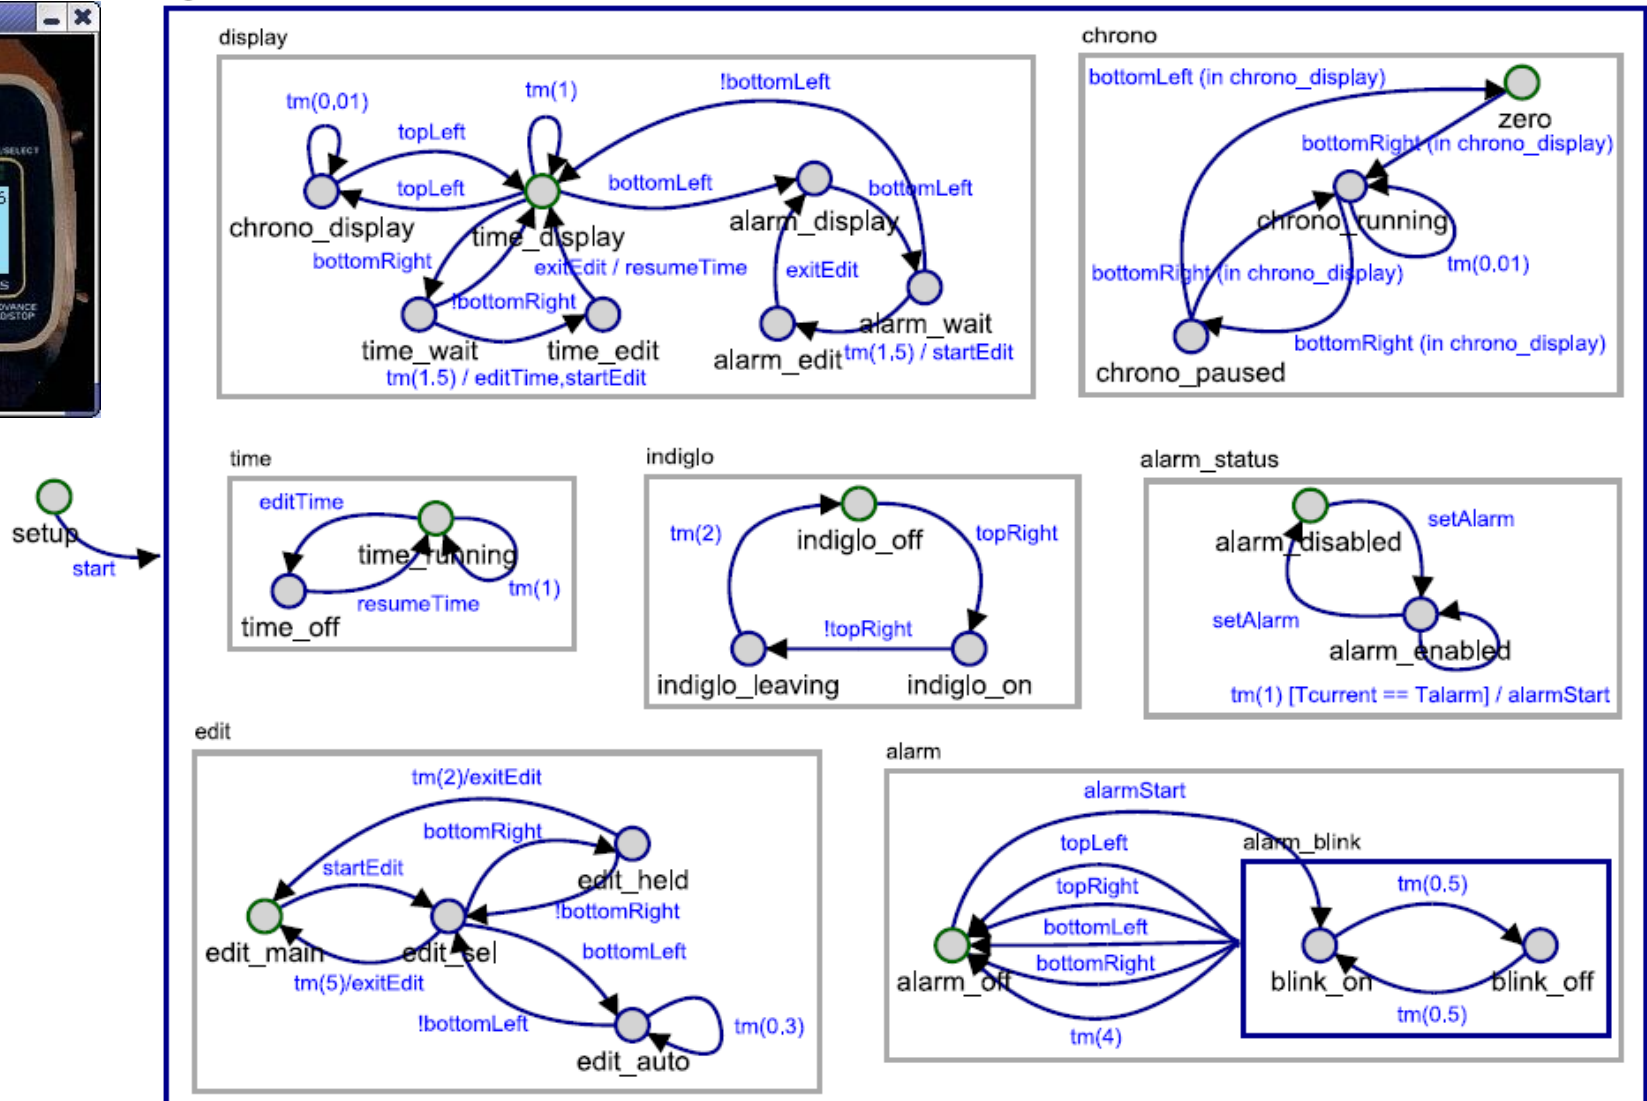 /SELECT
6
S
DVANCE
D/STOP
setup
start
display
tm(0,01)
topLeft
topLeft
chrono_display
tm(1)
time_display
!bottomLeft
bottomLeft
alarm_display
bottomLeft
bottomRight
exitEdit / resumeTime
exitEdit
!bottomRight
time_wait
time_edit
tm(1.5) / editTime,startEdit
alarm_edit
alarm_wait
tm(1,5) / startEdit
chrono
bottomLeft (in chrono_display)
zero
bottomRight (in chrono_display)
chrono_running
tm(0,01)
bottomRight (in chrono_display)
bottomRight (in chrono_display)
chrono_paused
time
editTime
time_running
tm(1)
resumeTime
time_off
indiglo
tm(2)
indiglo_off
topRight
!topRight
indiglo_leaving
indiglo_on
alarm_status
setAlarm
alarm_disabled
setAlarm
alarm_enabled
tm(1) [Tcurrent == Talarm] / alarmStart
edit
tm(2)/exitEdit
bottomRight
startEdit
edit_held
!bottomRight
edit_main
edit_sel
bottomLeft
tm(5)/exitEdit
!bottomLeft
tm(0,3)
edit_auto
alarm
alarmStart
topLeft
alarm_blink
topRight
tm(0,5)
bottomLeft
bottomRight
alarm_off
blink_on
blink_off
tm(0.5)
tm(4)